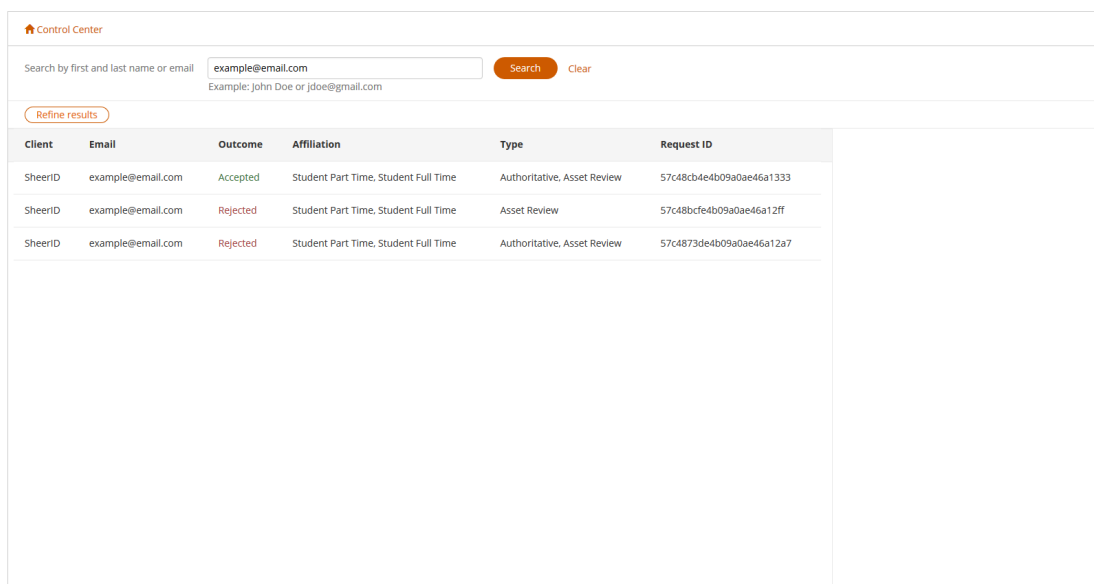 Control Center
Search by first and last name or email example@email.com Search Clear
Example: John Doe or jdoe@gmail.com
Refine results
Client Email Outcome Affiliation Type Request ID
SheerID example@email.com Accepted Student Part Time, Student Full Time Authoritative, Asset Review 57c48cb4e4b09a0ae46a1333
SheerID example@email.com Rejected Student Part Time, Student Full Time Asset Review 57c48bcfe4b09a0ae46a12ff
SheerID example@email.com Rejected Student Part Time, Student Full Time Authoritative, Asset Review 57c4873de4b09a0ae46a12a7